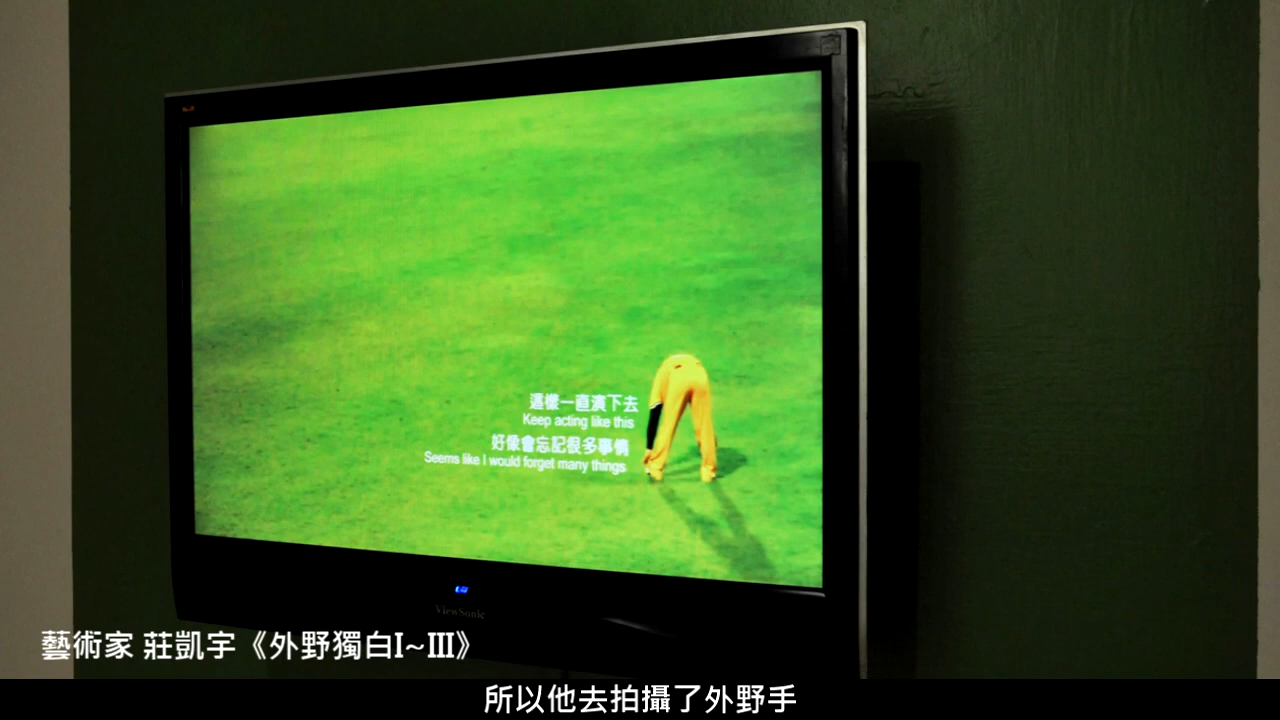 這樣一直演下去
Keep acting like this
好像會忘記很多事情
Seems like I would forget many things
ViewSonic
藝術家 莊凱宇《外野獨白I~III》
所以他去拍攝了外野手